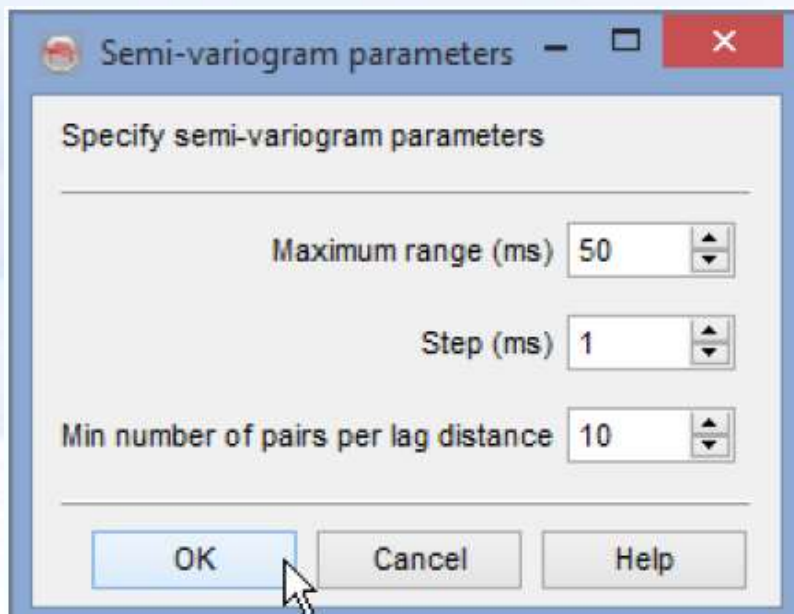 Semi-variogram parameters
Specify semi-variogram parameters
Maximum range (ms) 50
Step (ms) 1
Min number of pairs per lag distance 10
OK Cancel Help